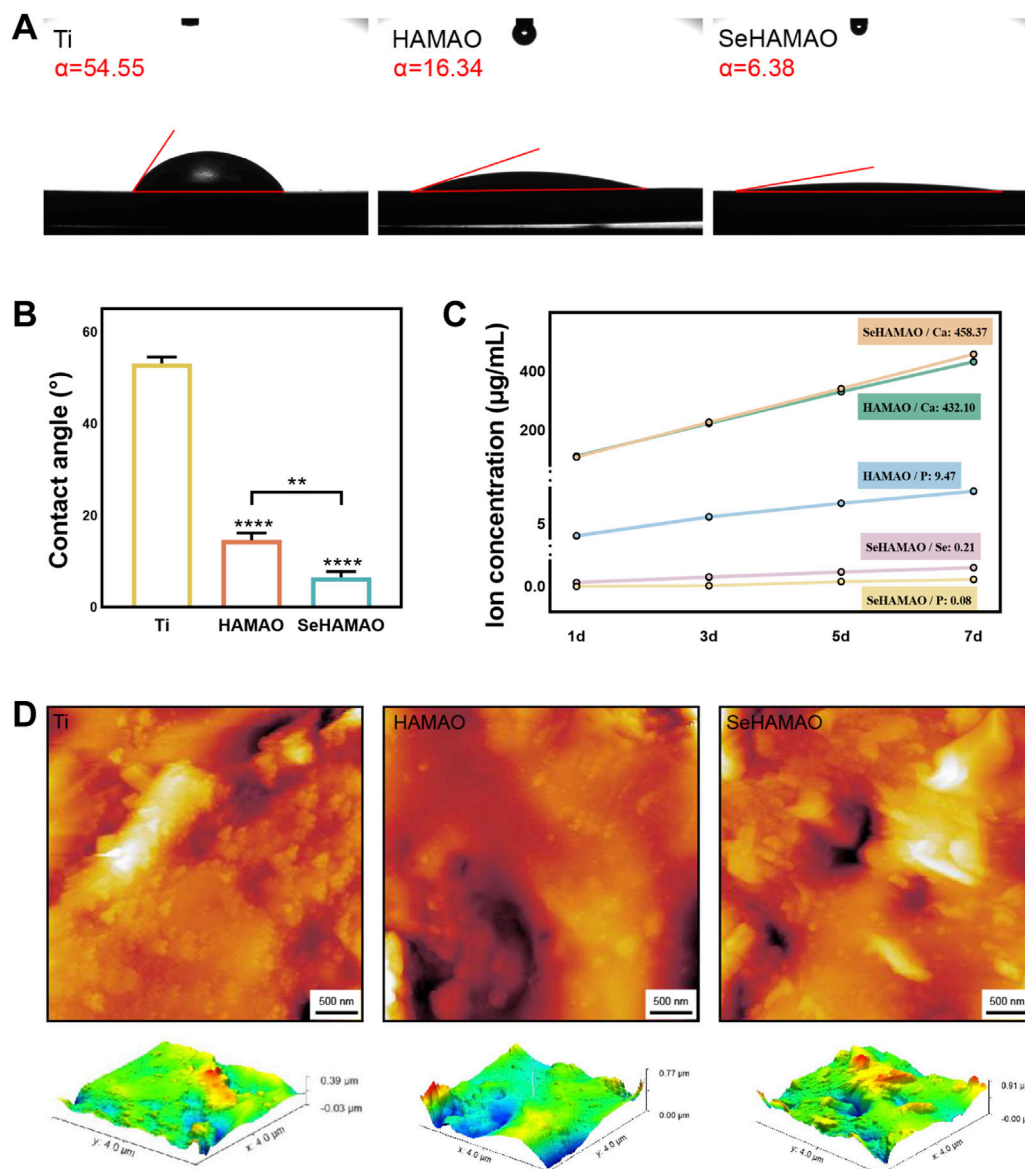 A
Ti
α=54.55
HAMAO
α=16.34
SeHAMAO
α=6.38
B
Contact angle (°)
60
40
20
0
**
****
****
Ti
HAMAO
SeHAMAO
C
Ion concentration (μg/mL)
400
200
5
0.0
SeHAMAO / Ca: 458.37
HAMAO / Ca: 432.10
HAMAO / P: 9.47
SeHAMAO / Se: 0.21
SeHAMAO / P: 0.08
1d
3d
5d
7d
D
Ti
500 nm
HAMAO
500 nm
SeHAMAO
500 nm
0.39 μm
-0.03 μm
y: 4.0 μm
x: 4.0 μm
0.77 μm
0.00 μm
y: 4.0 μm
x: 4.0 μm
0.91 μm
-0.00 μm
y: 4.0 μm
x: 4.0 μm